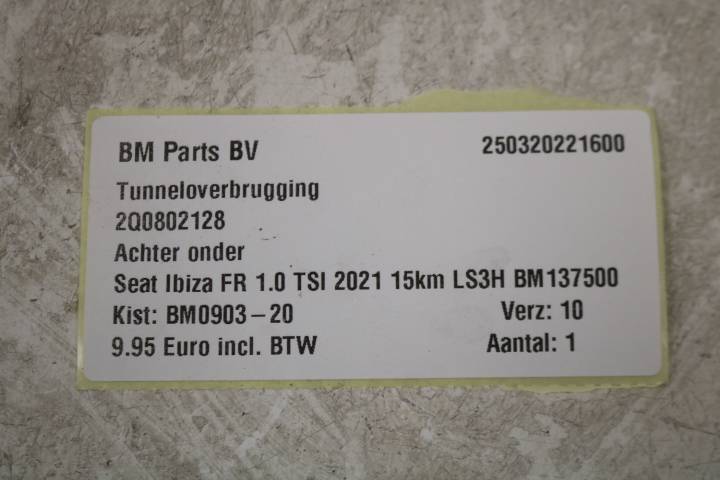 BM Parts BV 250320221600
Tunneloverbrugging
2Q0802128
Achter onder
Seat Ibiza FR 1.0 TSI 2021 15km LS3H BM137500
Kist: BM0903-20 Verz: 10
9.95 Euro incl. BTW Aantal: 1